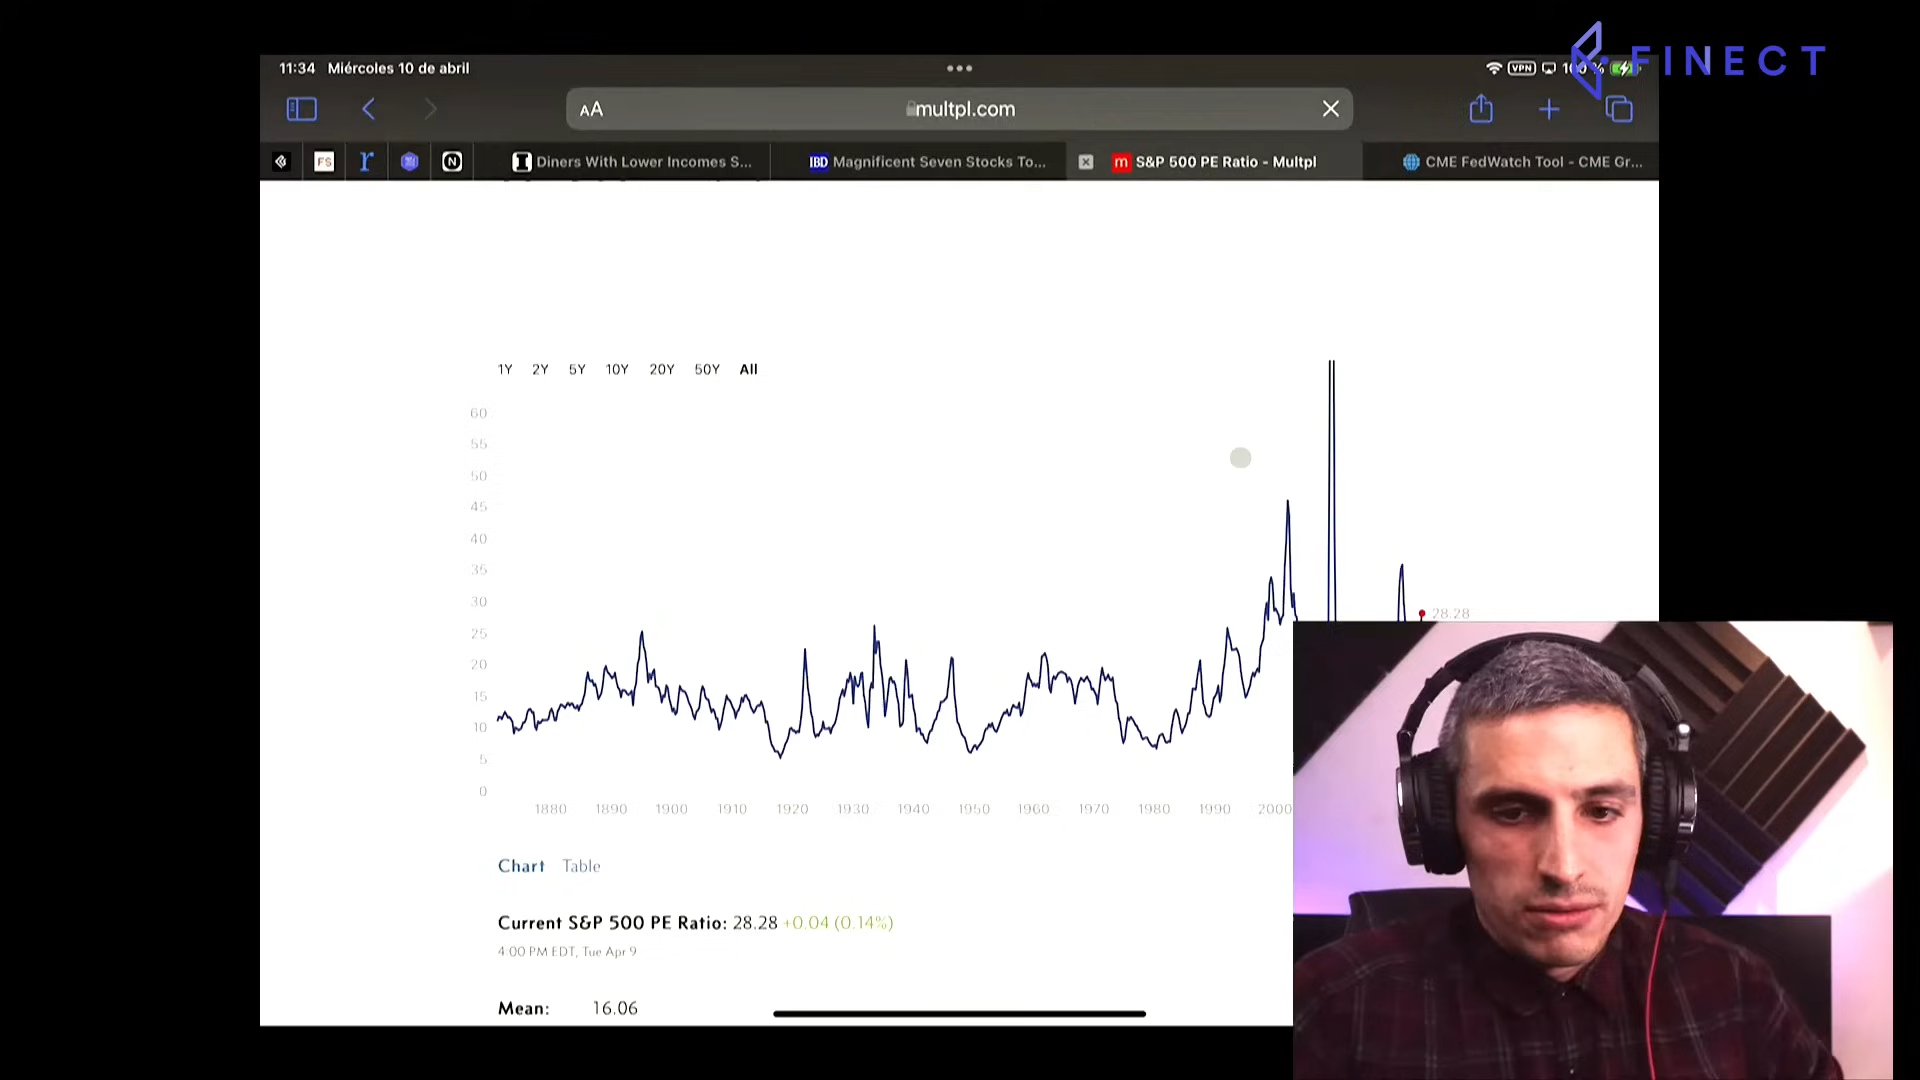 FINECT
11:34 Miércoles 10 de abril
VPN
AA
multpl.com
FS
r
N
Diners With Lower Incomes S...
IBD Magnificent Seven Stocks To...
m S&P 500 PE Ratio - Multpl
CME FedWatch Tool - CME Gr...
1Y 2Y 5Y 10Y 20Y 50Y All
60
55
50
45
40
35
30
25
20
15
10
5
0
28.28
1880 1890 1900 1910 1920 1930 1940 1950 1960 1970 1980 1990 2000
Chart Table
Current S&P 500 PE Ratio: 28.28 +0.04 (0.14%)
4:00 PM EDT, Tue Apr 9
Mean: 16.06